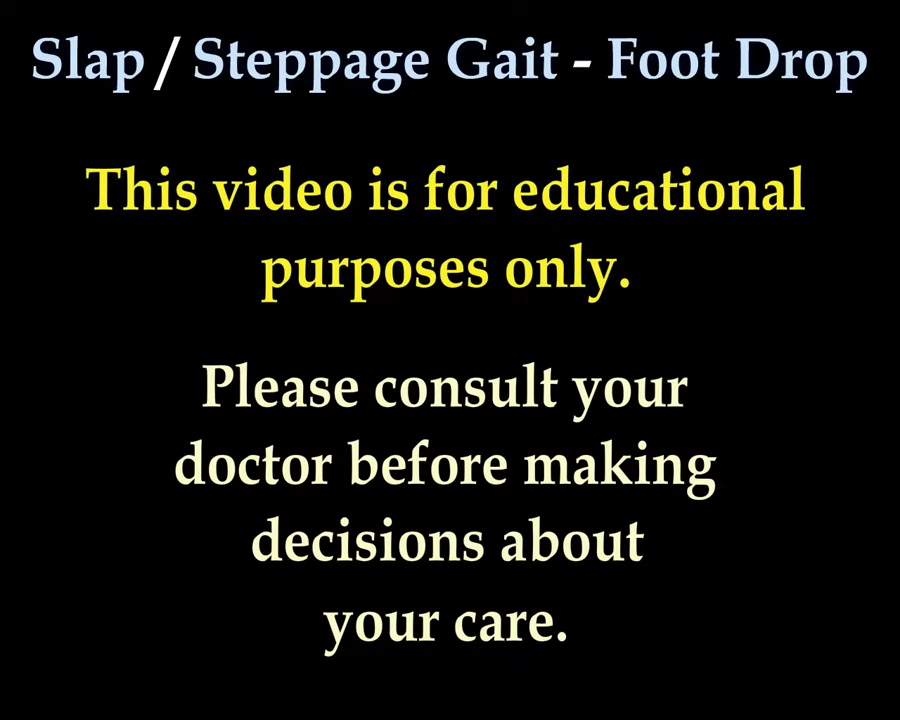 Slap / Steppage Gait - Foot Drop
This video is for educational
purposes only.
Please consult your
doctor before making
decisions about
your care.